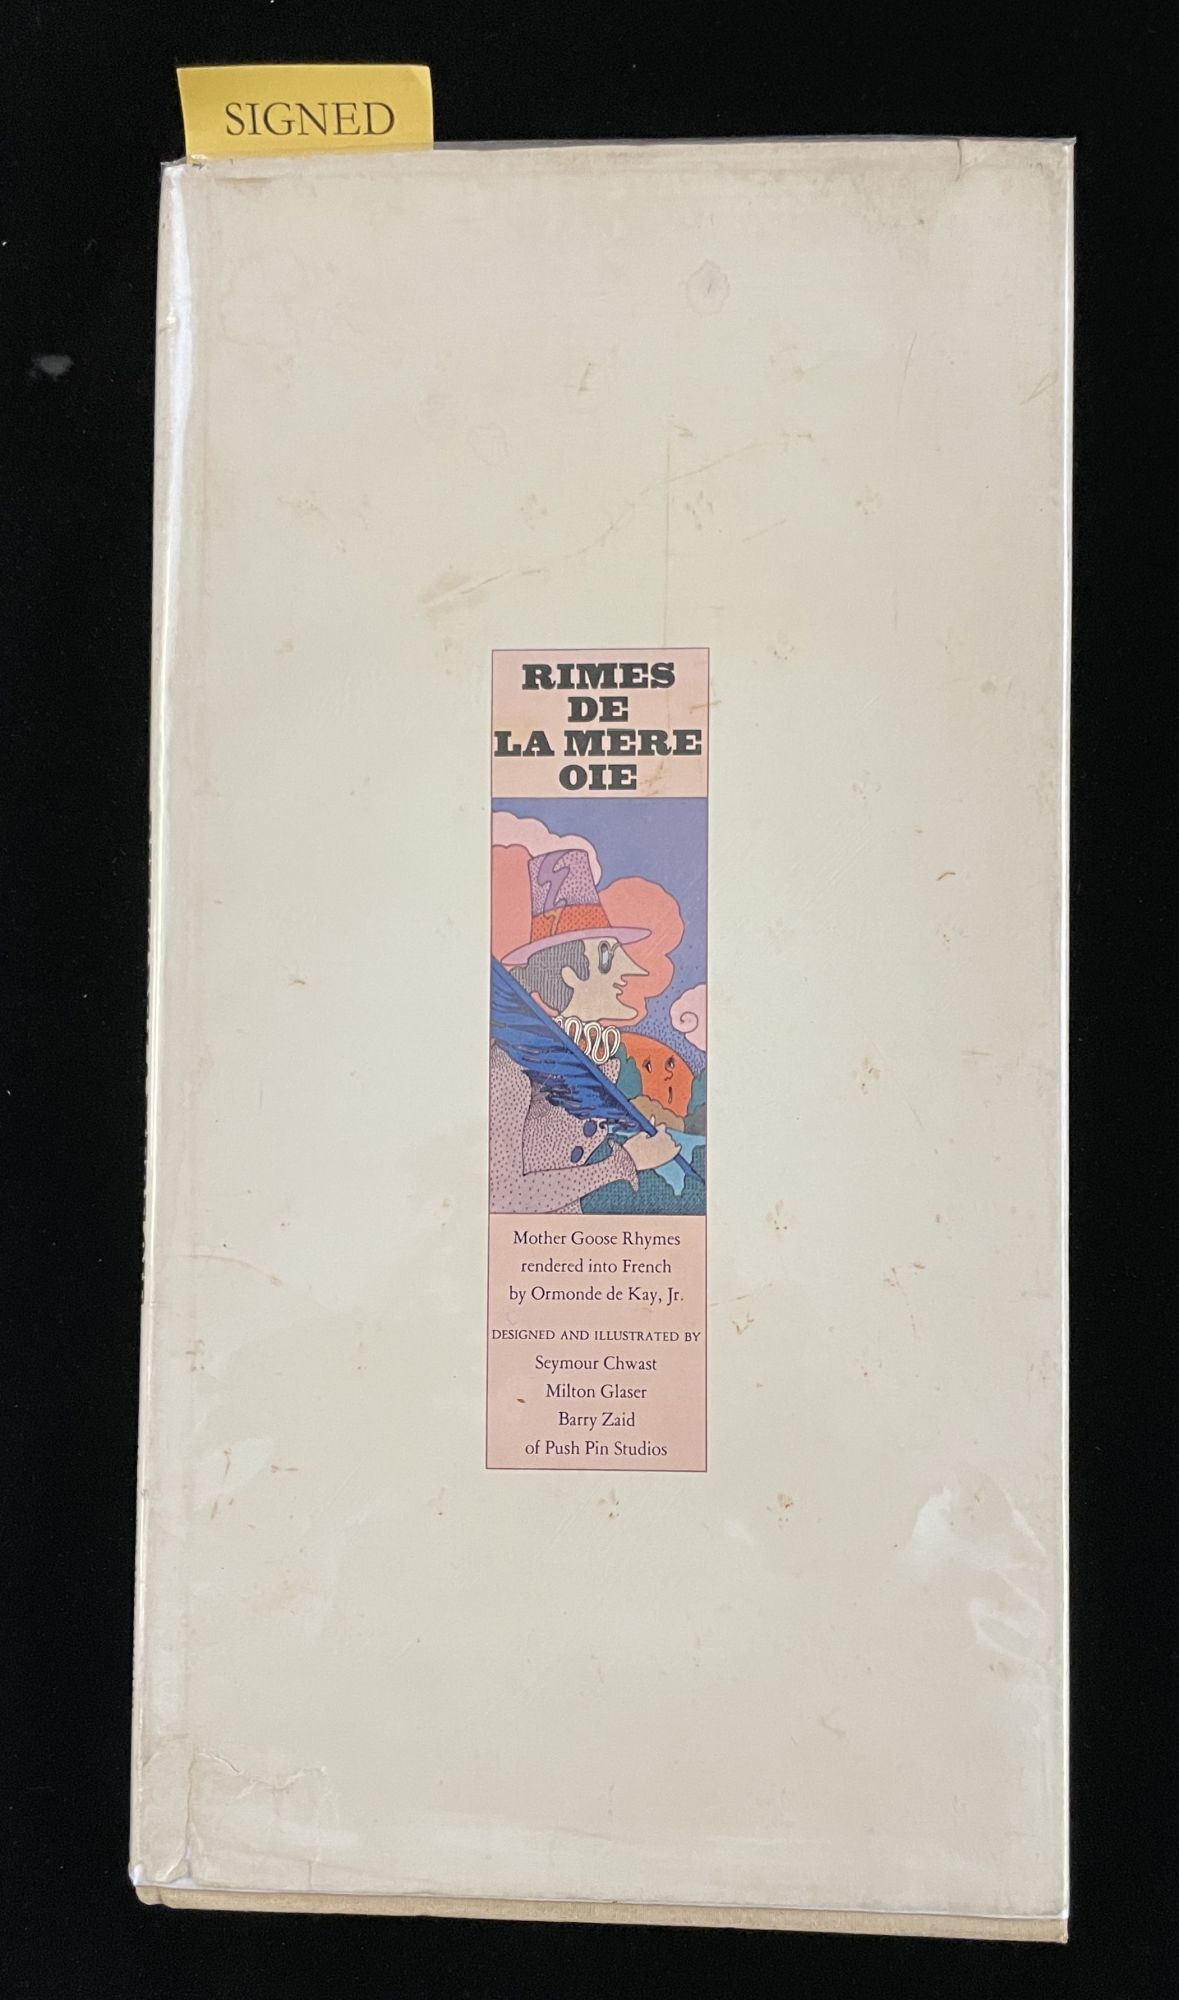 SIGNED
RIMES
DE
LA MERE
OIE
Mother Goose Rhymes
rendered into French
by Ormonde de Kay, Jr.
DESIGNED AND ILLUSTRATED BY
Seymour Chwast
Milton Glaser
Barry Zaid
of Push Pin Studios